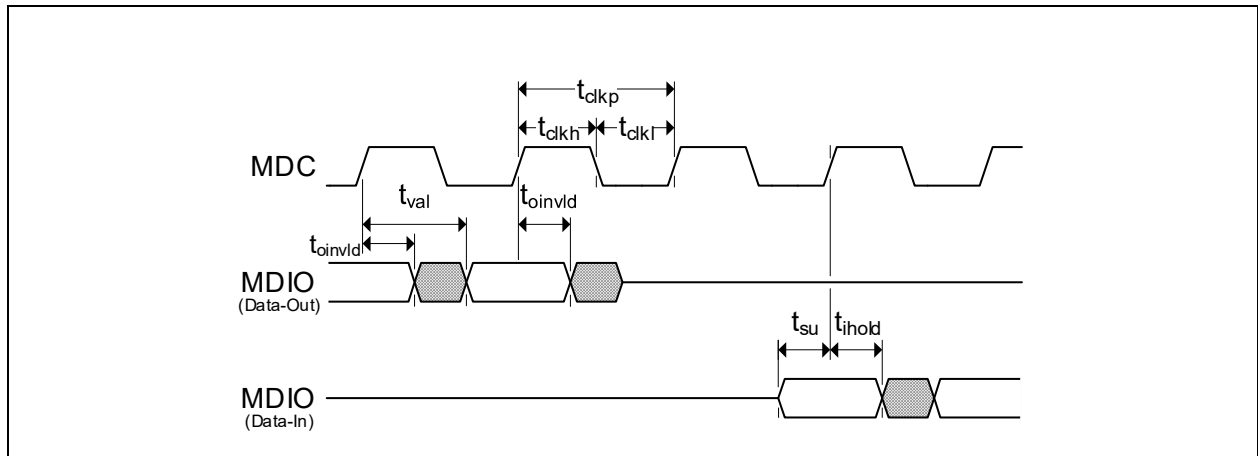 tclkp
tclkh tclkl
MDC
tval toinvld
toinvld
MDIO
(Data-Out)
tsu tihold
MDIO
(Data-In)